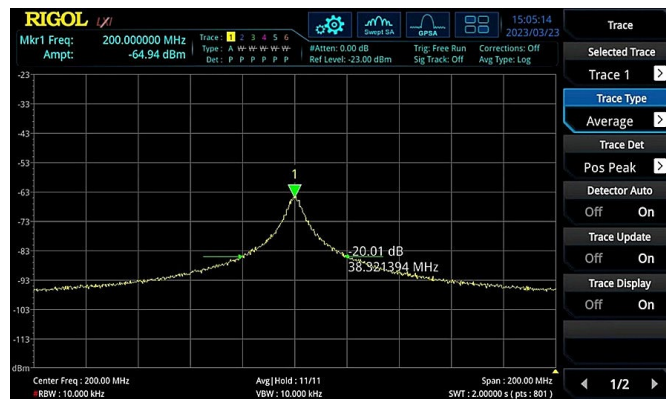 RIGOL LXI
Mkr1 Freq: 200.000000 MHz
Ampt: -64.94 dBm
Trace : 1 2 3 4 5 6
Type : A W W W W W
Det : P P P P P P
Swept SA
GPSA
#Atten: 0.00 dB
Ref Level: -23.00 dBm
Trig: Free Run
Sig Track: Off
Corrections: Off
Avg Type: Log
15:05:14
2023/03/23
-23
-33
-43
-53
-63
-73
-83
-93
-103
-113
dBm
1
-20.01 dB
38.921394 MHz
Center Freq : 200.00 MHz
#RBW : 10.000 kHz
Avg|Hold : 11/11
VBW : 10.000 kHz
Span : 200.00 MHz
SWT : 2.00000 s ( pts : 801 )
Trace
Selected Trace
Trace 1
Trace Type
Average
Trace Det
Pos Peak
Detector Auto
Off On
Trace Update
Off On
Trace Display
Off On
1/2